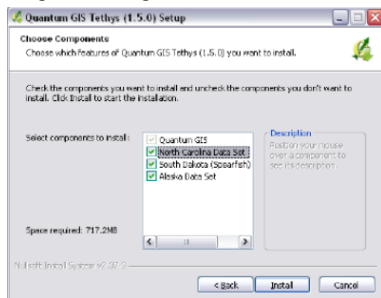 Quantum GIS Tethys (1.5.0) Setup
Choose Components
Choose which features of Quantum GIS Tethys (1.5.0) you want to install.
Check the components you want to install and uncheck the components you don't want to
install. Click Install to start the installation.
Select components to install:
Quantum GIS
North Carolina Data Set
South Dakota (Spearfish)
Alaska Data Set
Description
Position your mouse
over a component to
see its description.
Space required: 717.2MB
Nullsoft Install System
< Back
Install
Cancel